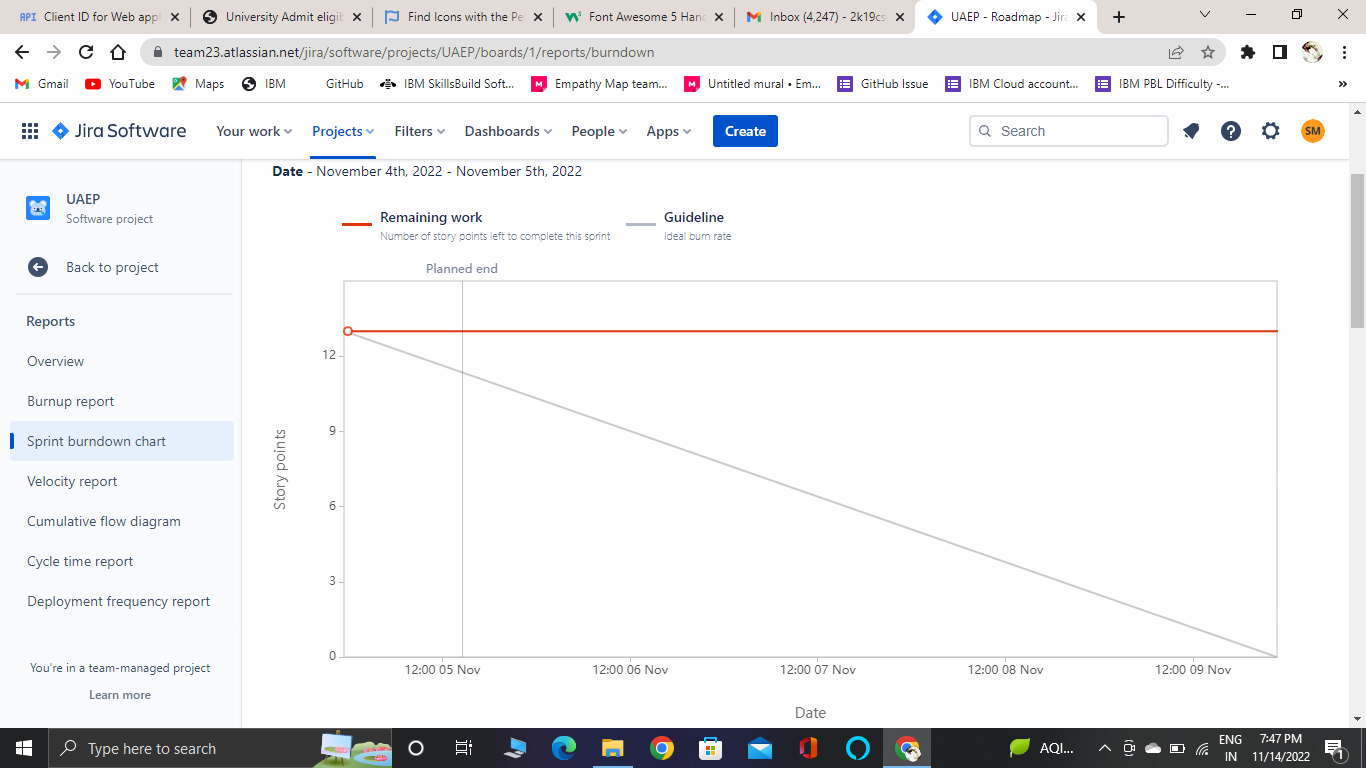 Client ID for Web appl
University Admit eligib
Find Icons with the Pe
Font Awesome 5 Hand
Inbox (4,247) - 2k19cs
UAEP - Roadmap - Jira
team23.atlassian.net/jira/software/projects/UAEP/boards/1/reports/burndown
Gmail YouTube Maps IBM GitHub IBM SkillsBuild Soft... Empathy Map team... Untitled mural • Em... GitHub Issue IBM Cloud account... IBM PBL Difficulty -... »
Jira Software Your work Projects Filters Dashboards People Apps Create Search SM
UAEP
Software project
Back to project
Reports
Overview
Burnup report
Sprint burndown chart
Velocity report
Cumulative flow diagram
Cycle time report
Deployment frequency report
You're in a team-managed project
Learn more
Date - November 4th, 2022 - November 5th, 2022
Remaining work
Number of story points left to complete this sprint
Guideline
Ideal burn rate
Planned end
Story points
12
9
6
3
0
12:00 05 Nov 12:00 06 Nov 12:00 07 Nov 12:00 08 Nov 12:00 09 Nov
Date
Type here to search
AQI...
ENG
IN
7:47 PM
11/14/2022
1